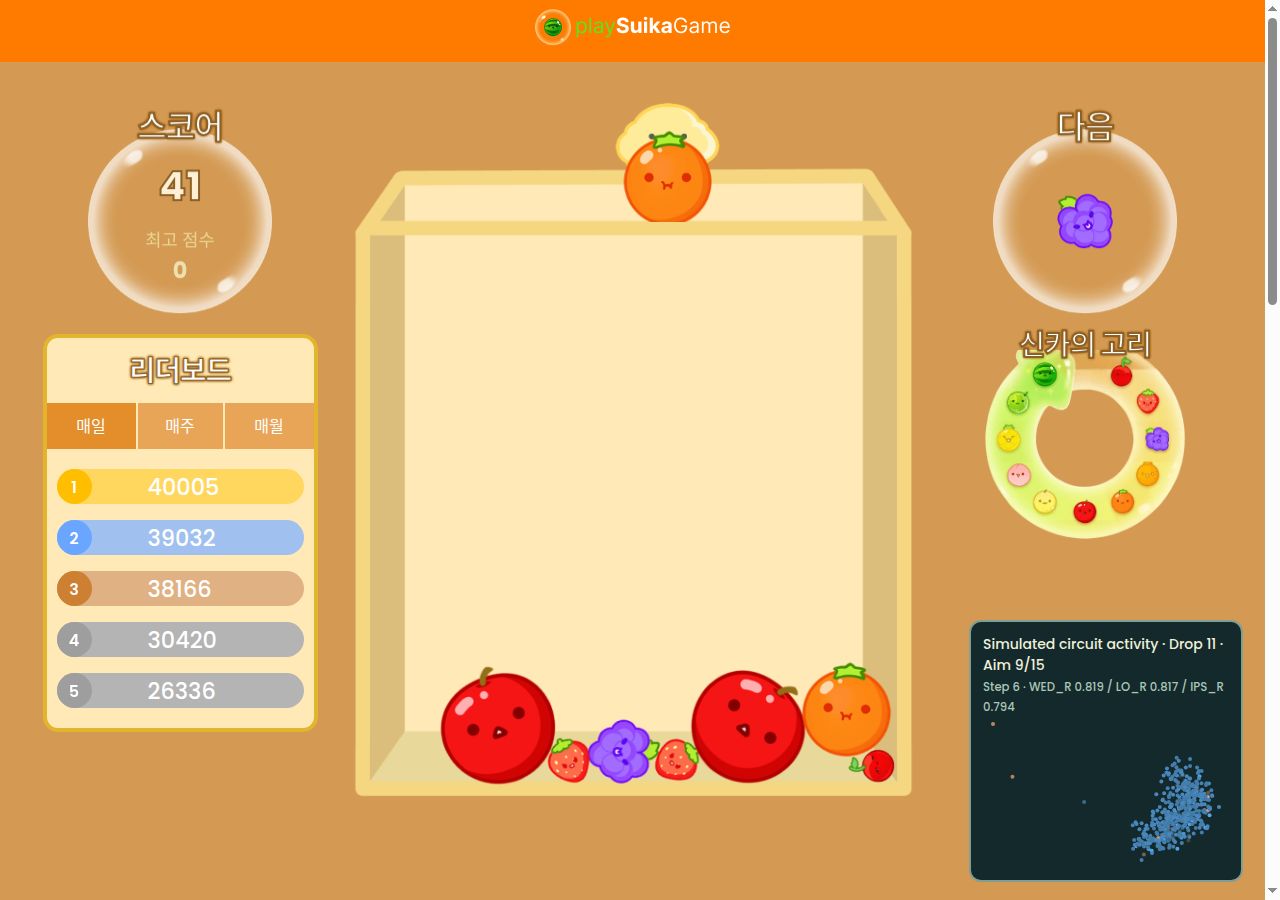 playSuikaGame
스코어
41
최고 점수
0
리더보드
매일 매주 매월
1 40005
2 39032
3 38166
4 30420
5 26336
다음
신카의 고리
Simulated circuit activity · Drop 11 ·
Aim 9/15
Step 6 · WED_R 0.819 / LO_R 0.817 / IPS_R
0.794